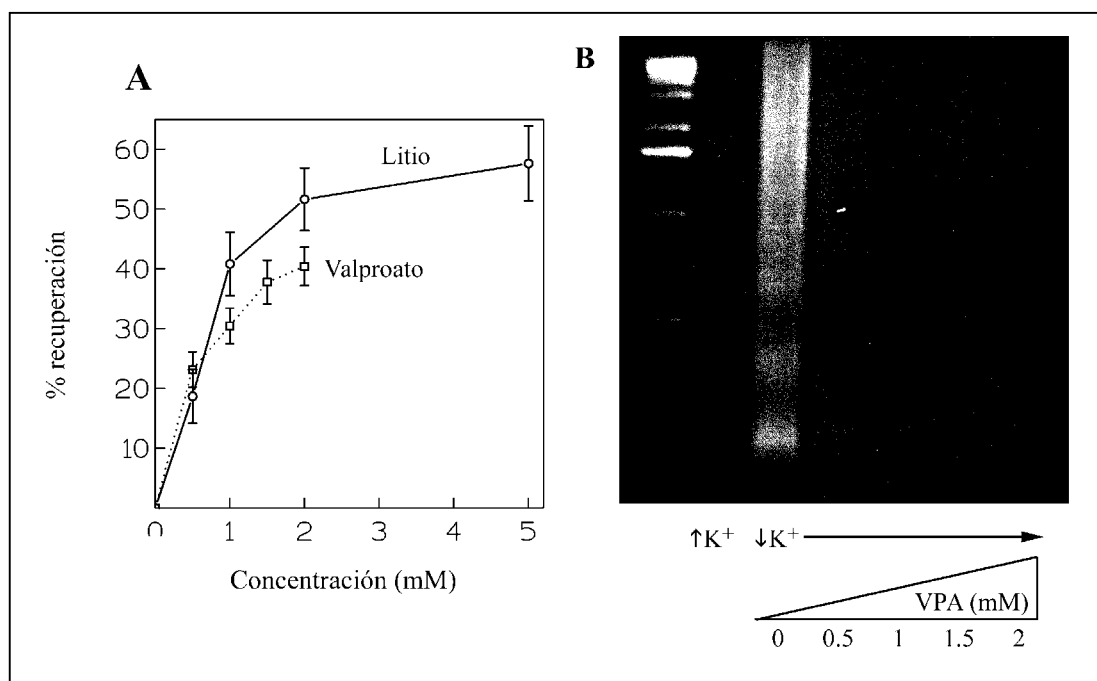 A
60
50
40
30
20
10
% recuperación
Litio
Valproato
0 1 2 3 4 5
Concentración (mM)
B
↑K+ ↓K+
VPA (mM)
0 0.5 1 1.5 2